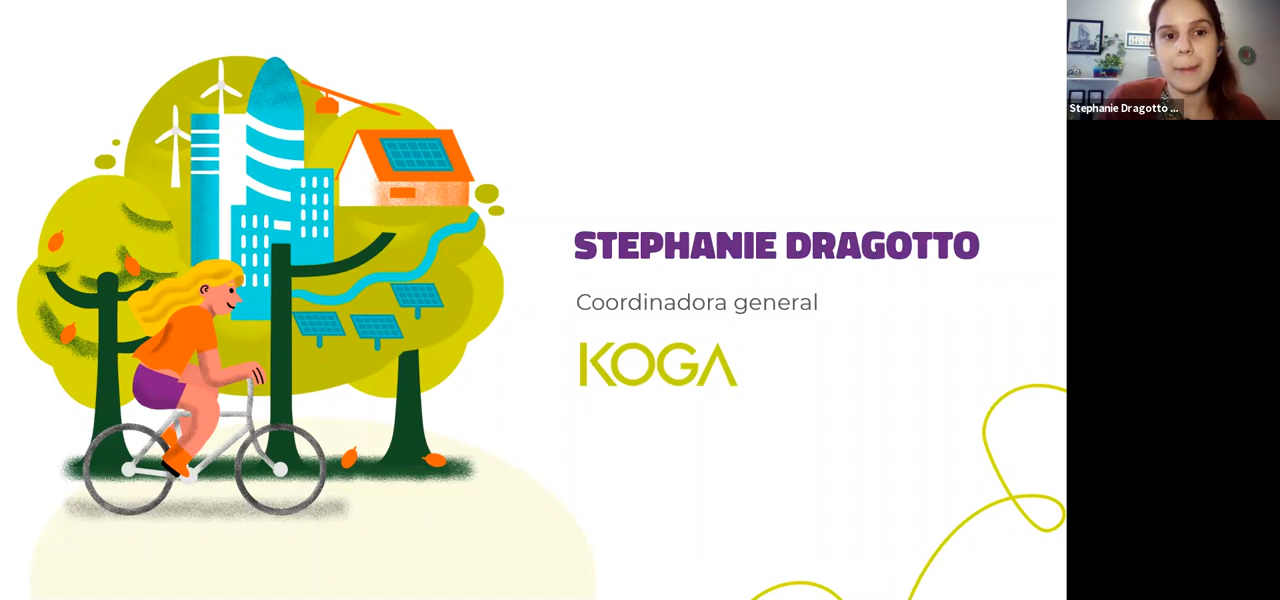 STEPHANIE DRAGOTTO
Coordinadora general
KOGA
Stephanie Dragotto ...